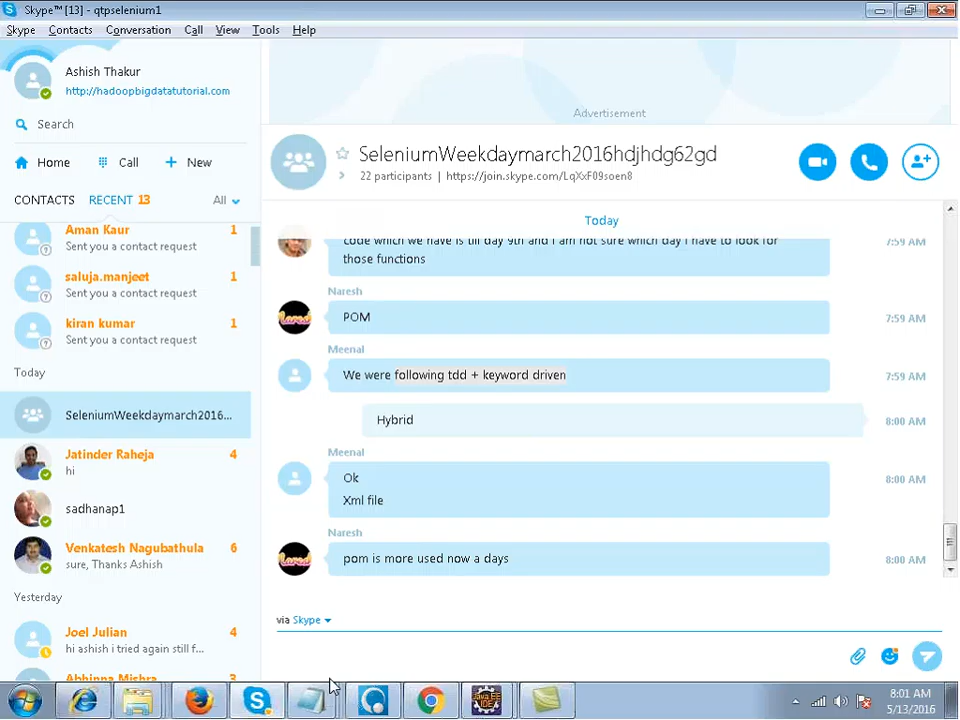 Skype™ [13] - qtpselenium1
Skype Contacts Conversation Call View Tools Help
Ashish Thakur
http://hadoopbigdatatutorial.com
Search
Home Call New
CONTACTS RECENT 13 All
Aman Kaur 1
Sent you a contact request
saluja.manjeet 1
Sent you a contact request
kiran kumar 1
Sent you a contact request
Today
SeleniumWeekdaymarch2016...
Jatinder Raheja 4
hi
sadhanap1
Venkatesh Nagubathula 6
sure, Thanks Ashish
Yesterday
Joel Julian 4
hi ashish i tried again still f...
Abhinna Mishra 3
Advertisement
SeleniumWeekdaymarch2016hdjhdg62gd
22 participants | https://join.skype.com/LqXxF09soen8
Today
code which we have is till day 9th and i am not sure which day i have to look for 7:59 AM
those functions
Naresh
POM 7:59 AM
Meenal
We were following tdd + keyword driven 7:59 AM
Hybrid 8:00 AM
Meenal
Ok 8:00 AM
Xml file
Naresh
pom is more used now a days 8:00 AM
via Skype
Java EE
IDE
8:01 AM
5/13/2016